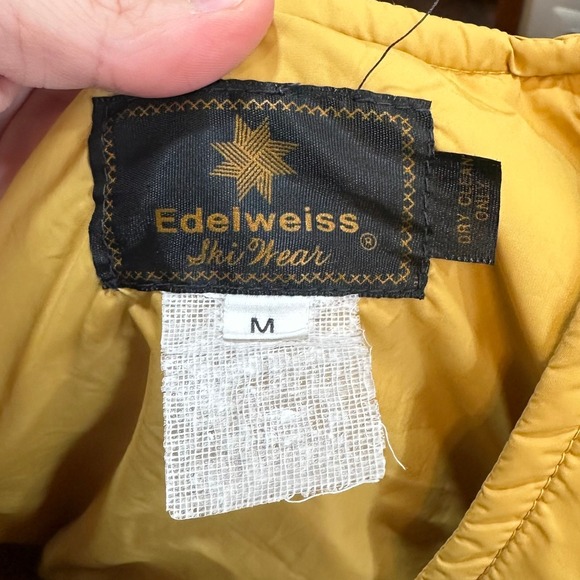 Edelweiss®
Ski Wear
M
DRY CLEAN
ONLY